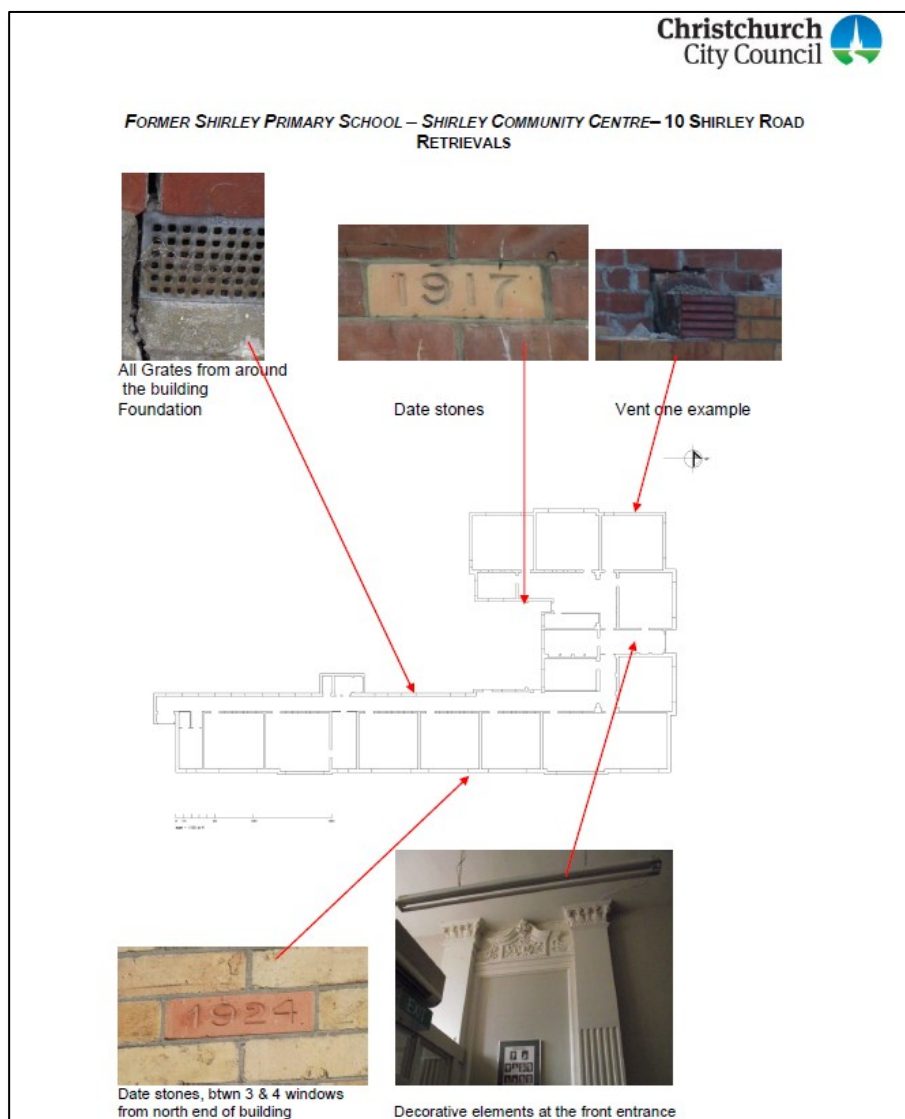 Christchurch
City Council
FORMER SHIRLEY PRIMARY SCHOOL – SHIRLEY COMMUNITY CENTRE– 10 SHIRLEY ROAD
RETRIEVALS
1917
All Grates from around
the building
Foundation
Date stones
Vent one example
1924
Date stones, btwn 3 & 4 windows
from north end of building
Decorative elements at the front entrance